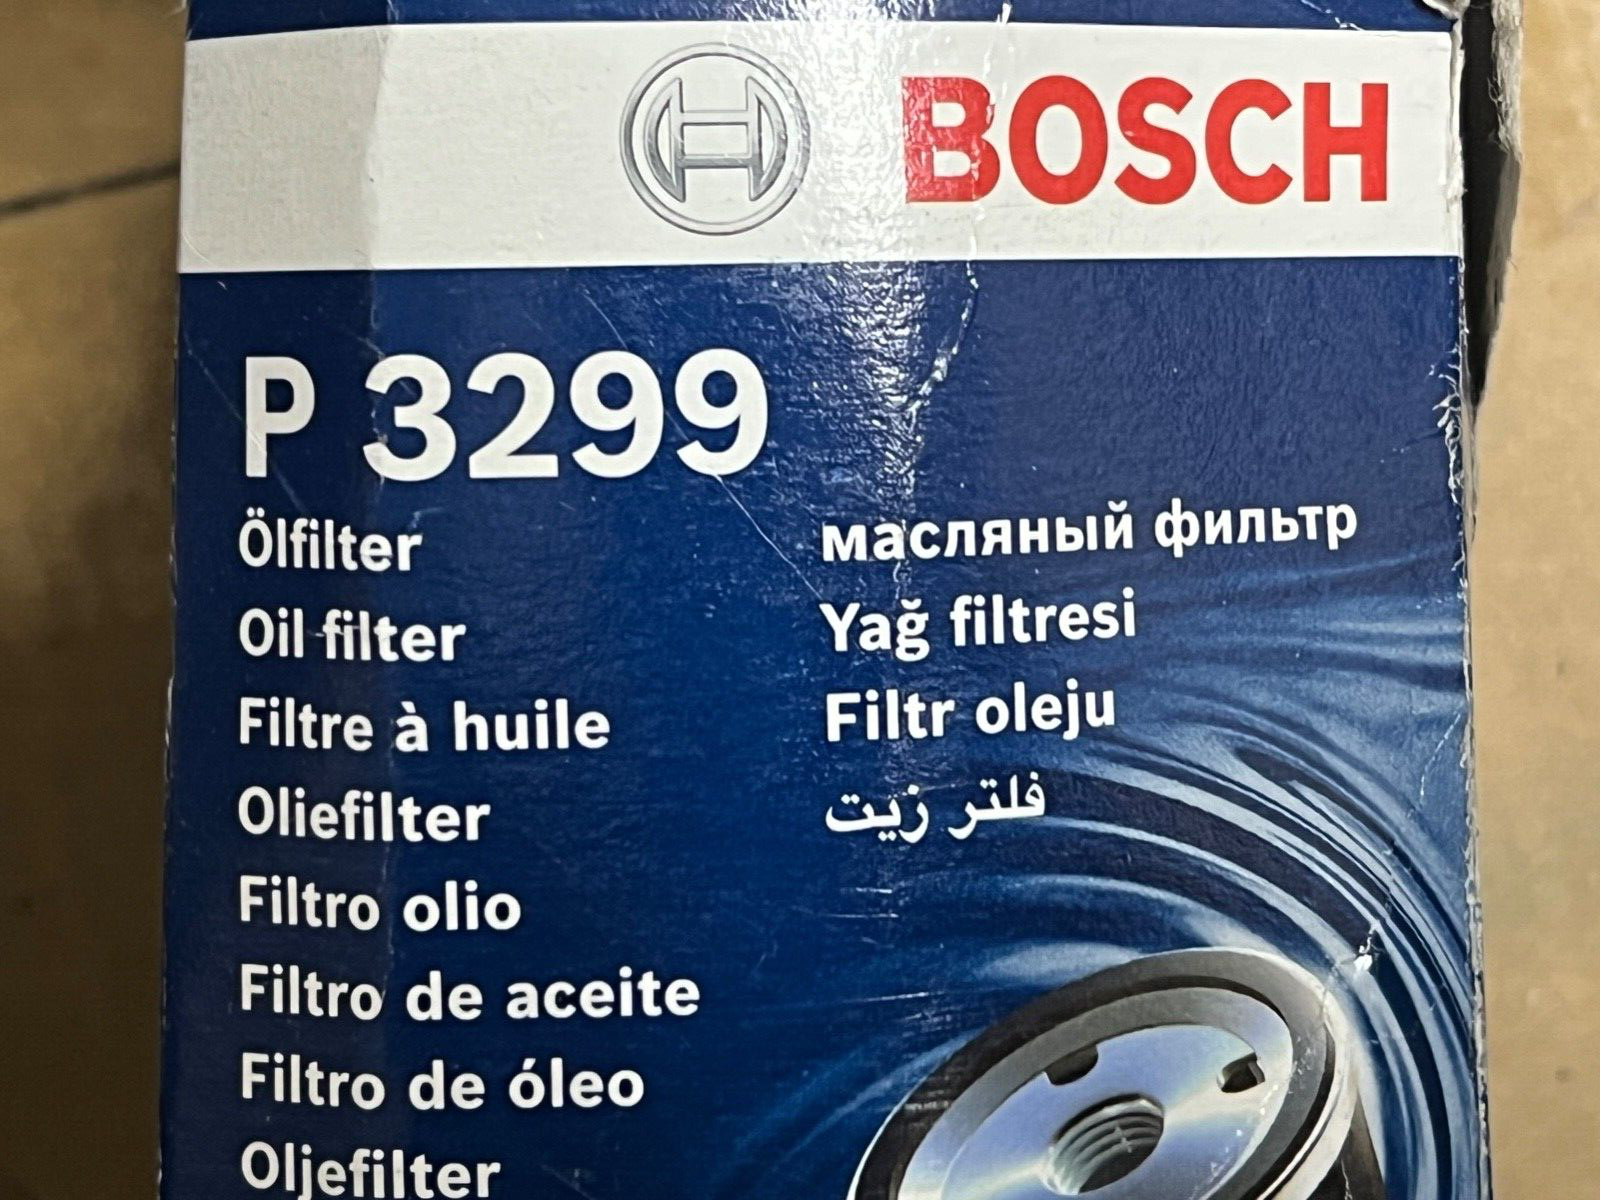 BOSCH
P 3299
Ölfilter
Oil filter
Filtre à huile
Oliefilter
Filtro olio
Filtro de aceite
Filtro de óleo
Oljefilter
масляный фильтр
Yağ filtresi
Filtr oleju
فلتر زيت